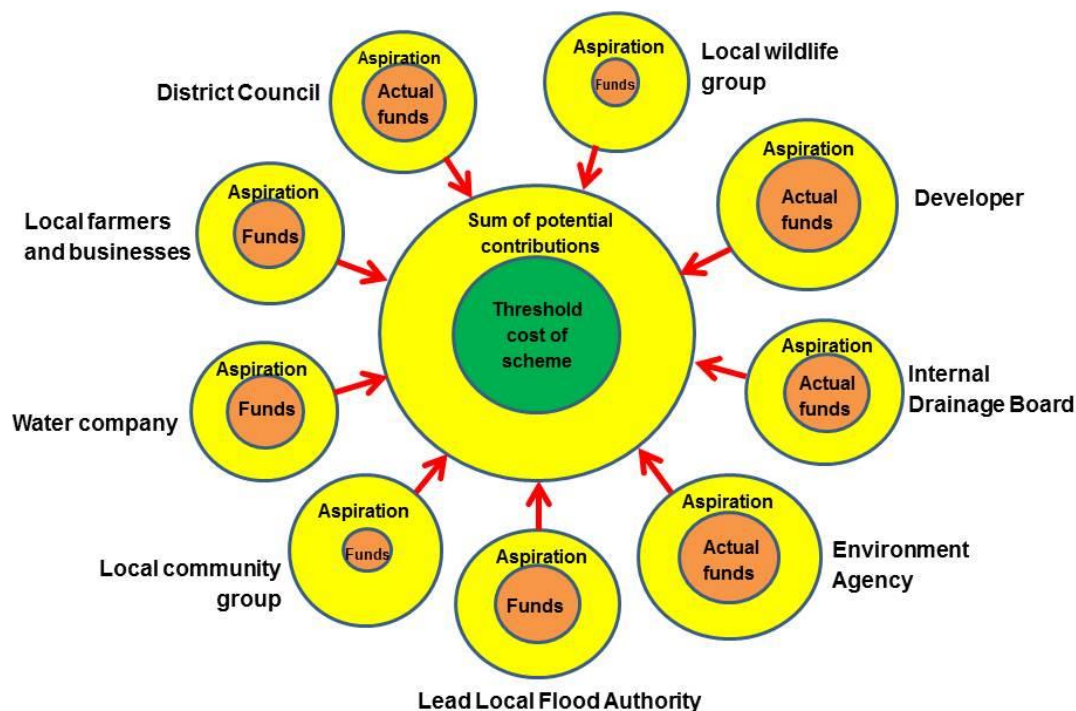 District Council
Aspiration
Actual
funds
Aspiration
Funds
Local wildlife
group
Aspiration
Actual
funds
Developer
Local farmers
and businesses
Aspiration
Funds
Sum of potential
contributions
Threshold
cost of
scheme
Aspiration
Actual
funds
Internal
Drainage Board
Water company
Aspiration
Funds
Local community
group
Aspiration
Funds
Aspiration
Funds
Lead Local Flood Authority
Aspiration
Actual
funds
Environment
Agency